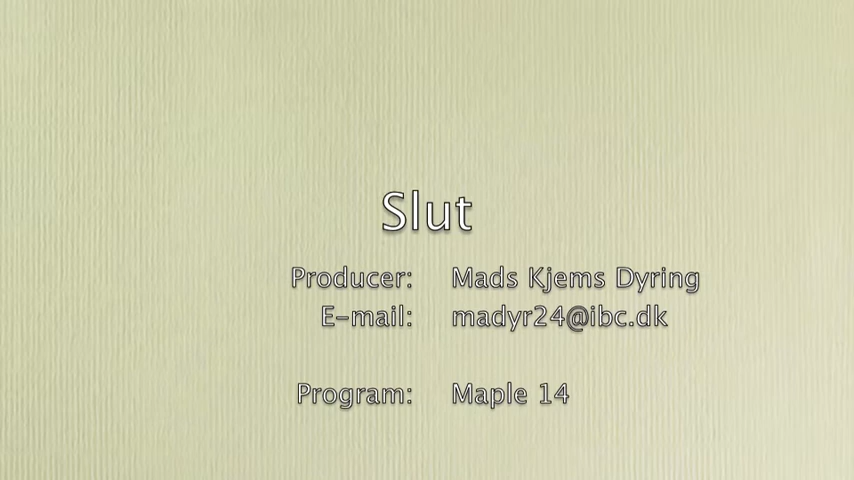 Slut
Producer: Mads Kjems Dyring
E-mail: madyr24@ibc.dk
Program: Maple 14